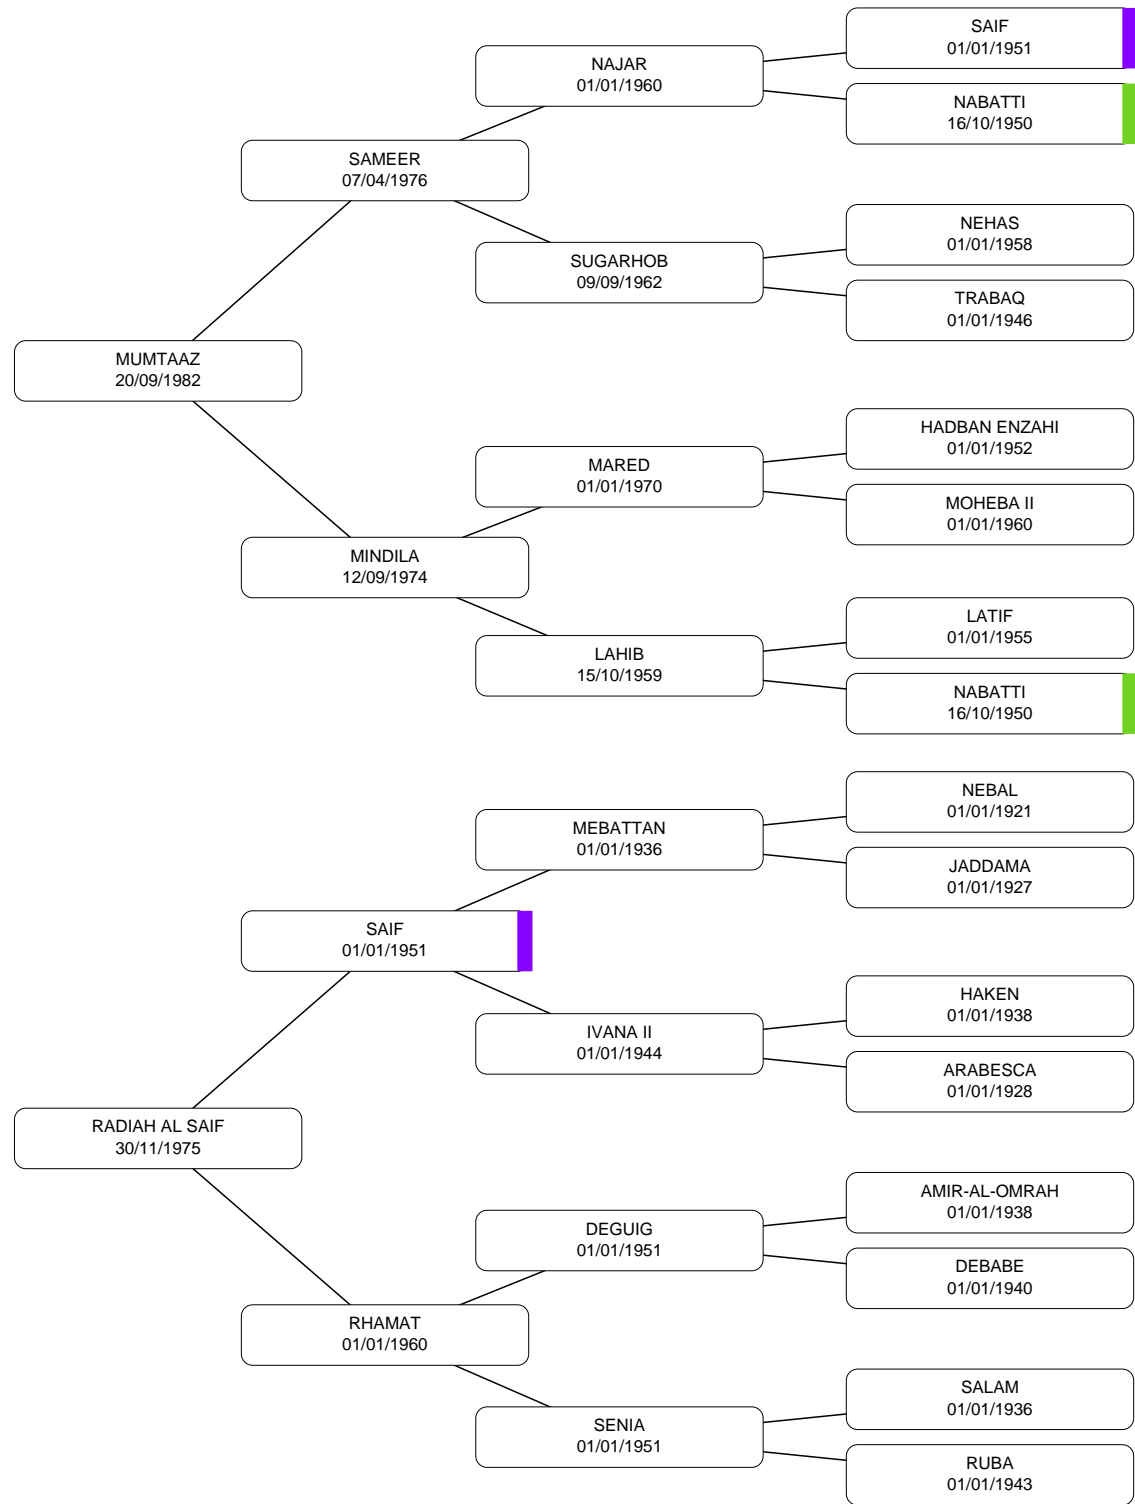 SAIF
01/01/1951
NAJAR
01/01/1960
NABATTI
16/10/1950
SAMEER
07/04/1976
NEHAS
01/01/1958
SUGARHOB
09/09/1962
TRABAQ
01/01/1946
MUMTAAZ
20/09/1982
HADBAN ENZAHI
01/01/1952
MARED
01/01/1970
MOHEBA II
01/01/1960
MINDILA
12/09/1974
LATIF
01/01/1955
LAHIB
15/10/1959
NABATTI
16/10/1950
NEBAL
01/01/1921
MEBATTAN
01/01/1936
JADDAMA
01/01/1927
SAIF
01/01/1951
HAKEN
01/01/1938
IVANA II
01/01/1944
ARABESCA
01/01/1928
RADIAH AL SAIF
30/11/1975
AMIR-AL-OMRAH
01/01/1938
DEGUIG
01/01/1951
DEBABE
01/01/1940
RHAMAT
01/01/1960
SALAM
01/01/1936
SENIA
01/01/1951
RUBA
01/01/1943